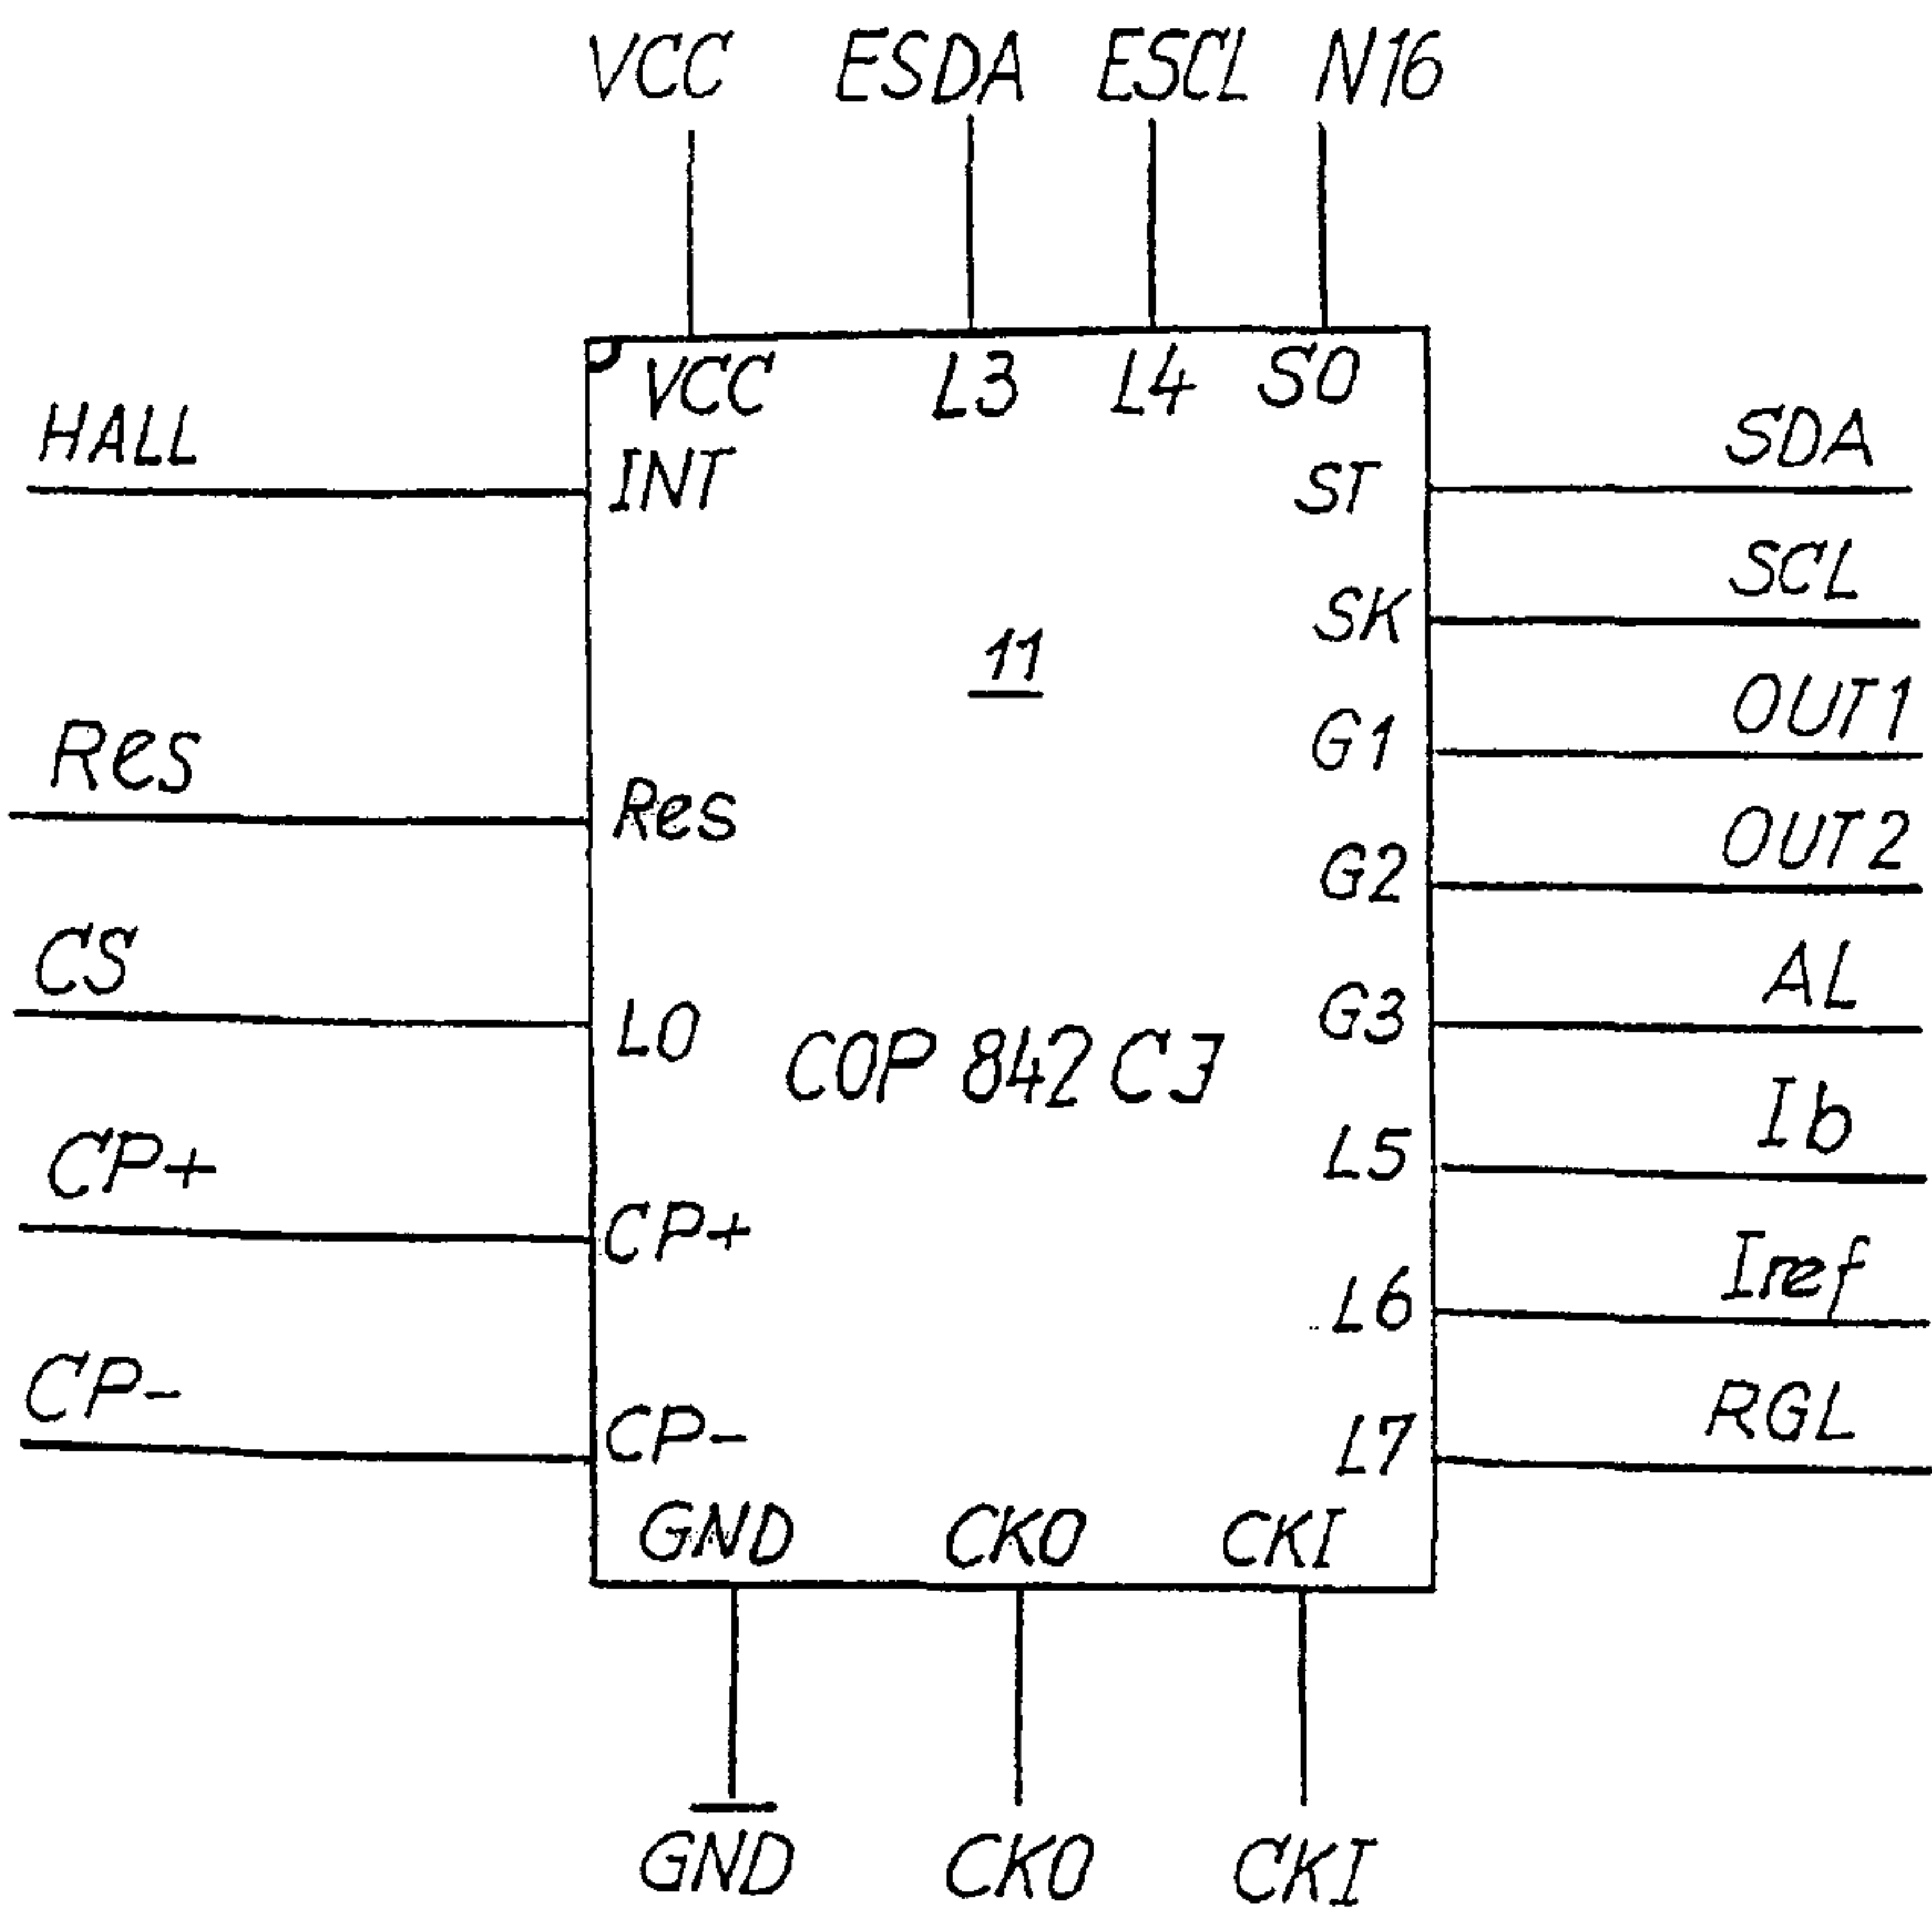 VCC ESDA ESCL N16
VCC L3 L4 SO
HALL INT ST SDA
SK SCL
11
G1 OUT1
Res Res
G2 OUT2
CS L0 G3 AL
COP 842 CJ
L5 Ib
CP+ CP+
L6 Iref
CP- CP- L7 RGL
GND CKO CKI
GND CKO CKI